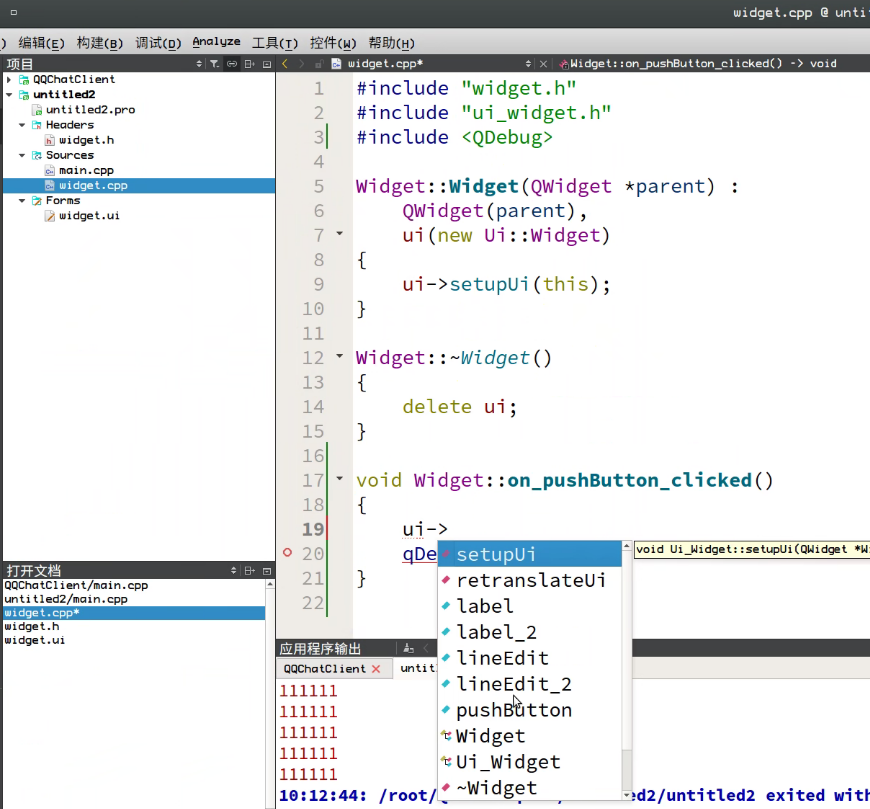 widget.cpp @ unti
) 编辑(E) 构建(B) 调试(D) Analyze 工具(T) 控件(W) 帮助(H)
项目
widget.cpp*
Widget::on_pushButton_clicked() -> void
QQChatClient
untitled2
untitled2.pro
Headers
widget.h
Sources
main.cpp
widget.cpp
Forms
widget.ui
1 #include "widget.h"
2 #include "ui_widget.h"
3 #include <QDebug>
4
5 Widget::Widget(QWidget *parent) :
6 QWidget(parent),
7 ui(new Ui::Widget)
8 {
9 ui->setupUi(this);
10 }
11
12 Widget::~Widget()
13 {
14 delete ui;
15 }
16
17 void Widget::on_pushButton_clicked()
18 {
19 ui->
20 qDe
21 }
22
setupUi
retranslateUi
label
label_2
lineEdit
lineEdit_2
pushButton
Widget
Ui_Widget
~Widget
void Ui_Widget::setupUi(QWidget *Wi
打开文档
QQChatClient/main.cpp
untitled2/main.cpp
widget.cpp*
widget.h
widget.ui
应用程序输出
QQChatClient
untit
111111
111111
111111
111111
111111
10:12:44: /root/ ed2/untitled2 exited with